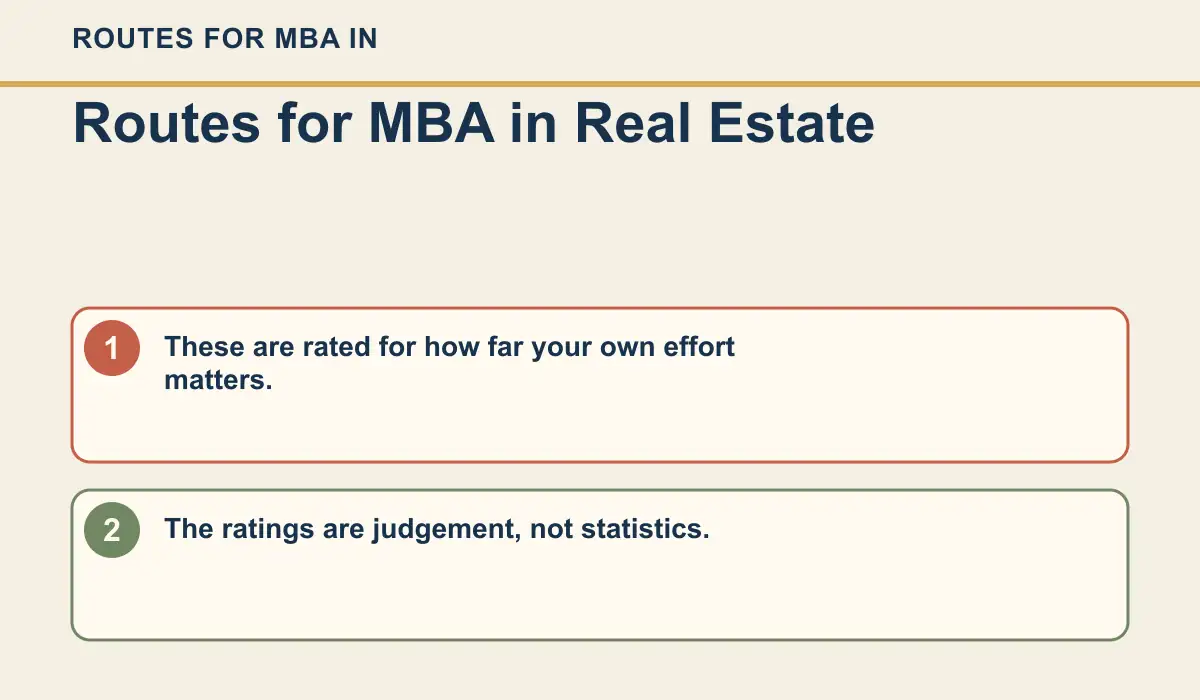 ROUTES FOR MBA IN
Routes for MBA in Real Estate
1
These are rated for how far your own effort
matters.
2
The ratings are judgement, not statistics.